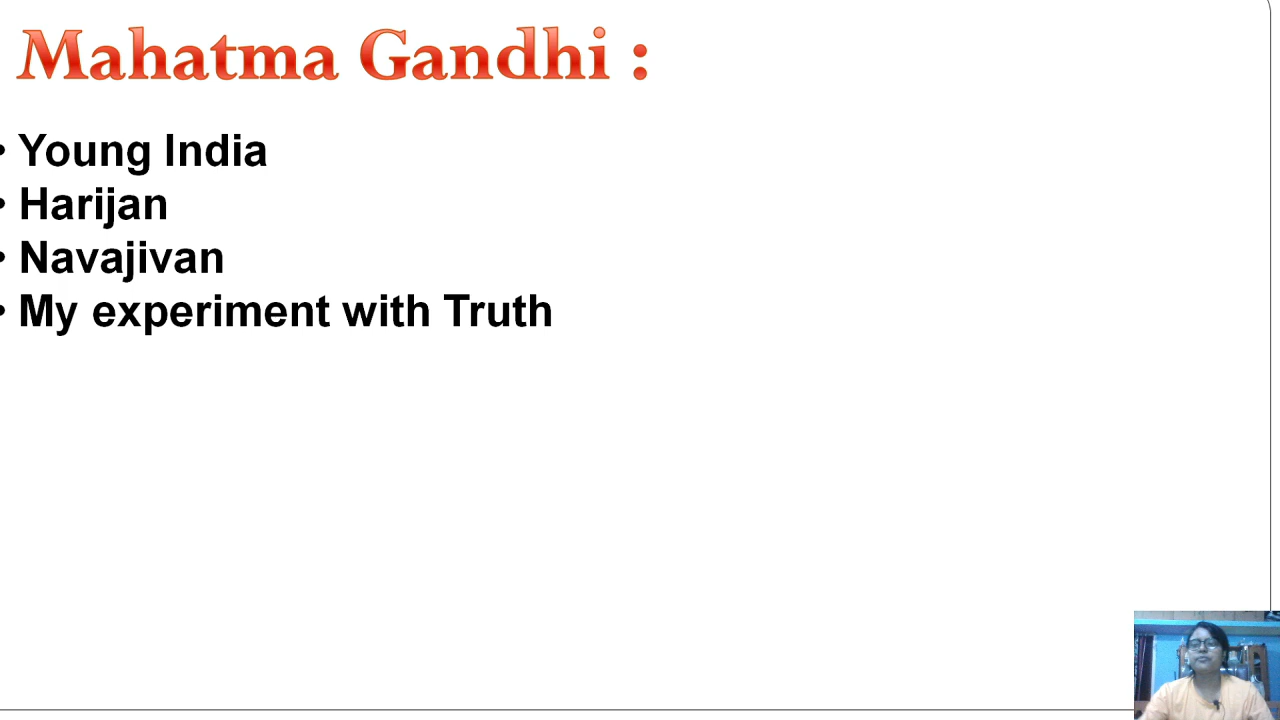 Mahatma Gandhi :
• Young India
• Harijan
• Navajivan
• My experiment with Truth